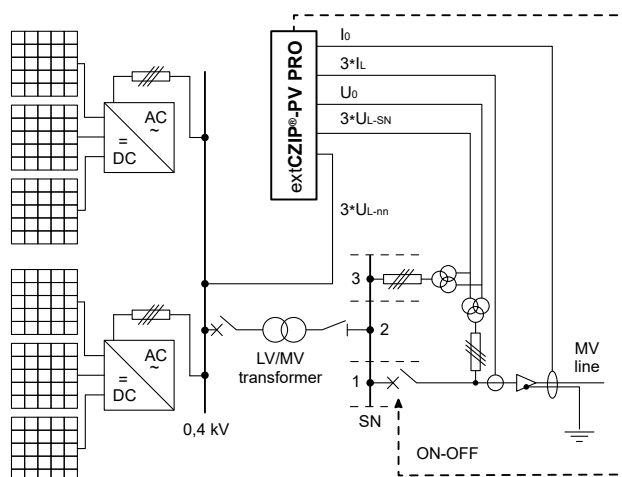 I0
3*IL
U0
3*UL-SN
3*UL-nn
extCZIP®-PV PRO
AC
~
=
DC
AC
~
=
DC
0,4 kV
LV/MV
transformer
3
2
1
SN
MV
line
ON-OFF